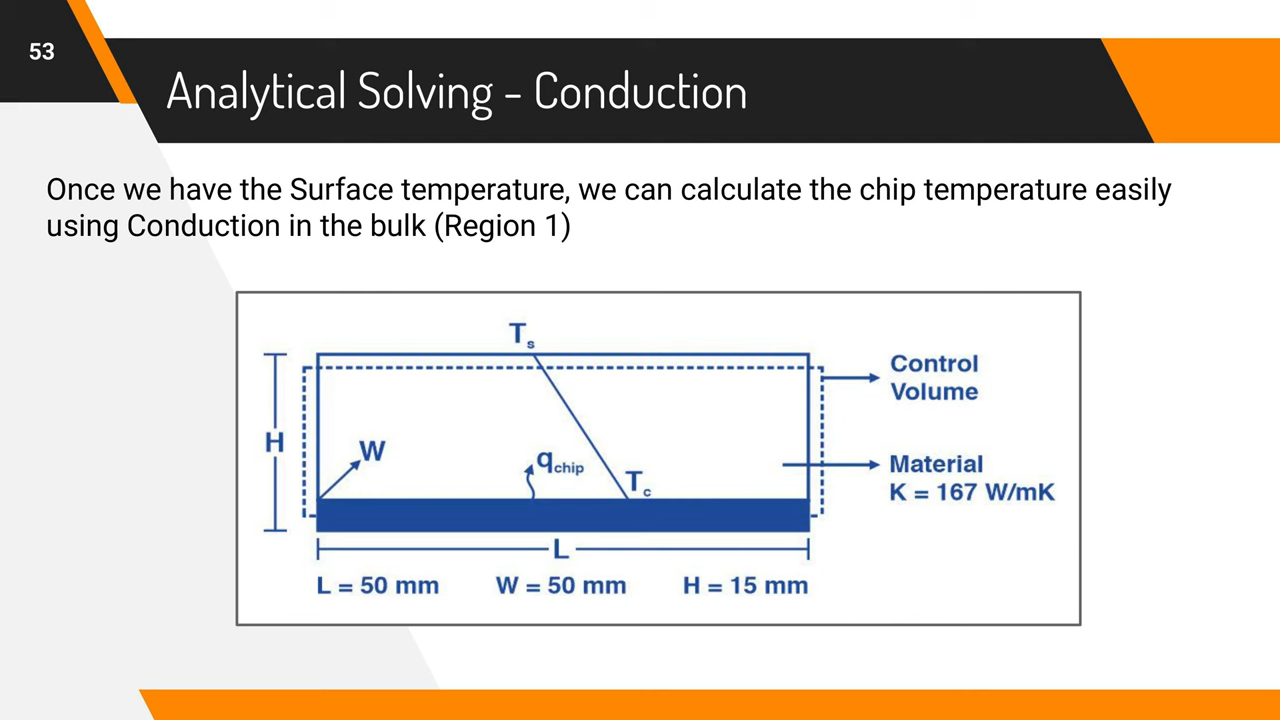 53
Analytical Solving - Conduction
Once we have the Surface temperature, we can calculate the chip temperature easily
using Conduction in the bulk (Region 1)
Ts
Control
Volume
H
W
qchip
Tc
Material
K = 167 W/mK
L
L = 50 mm W = 50 mm H = 15 mm